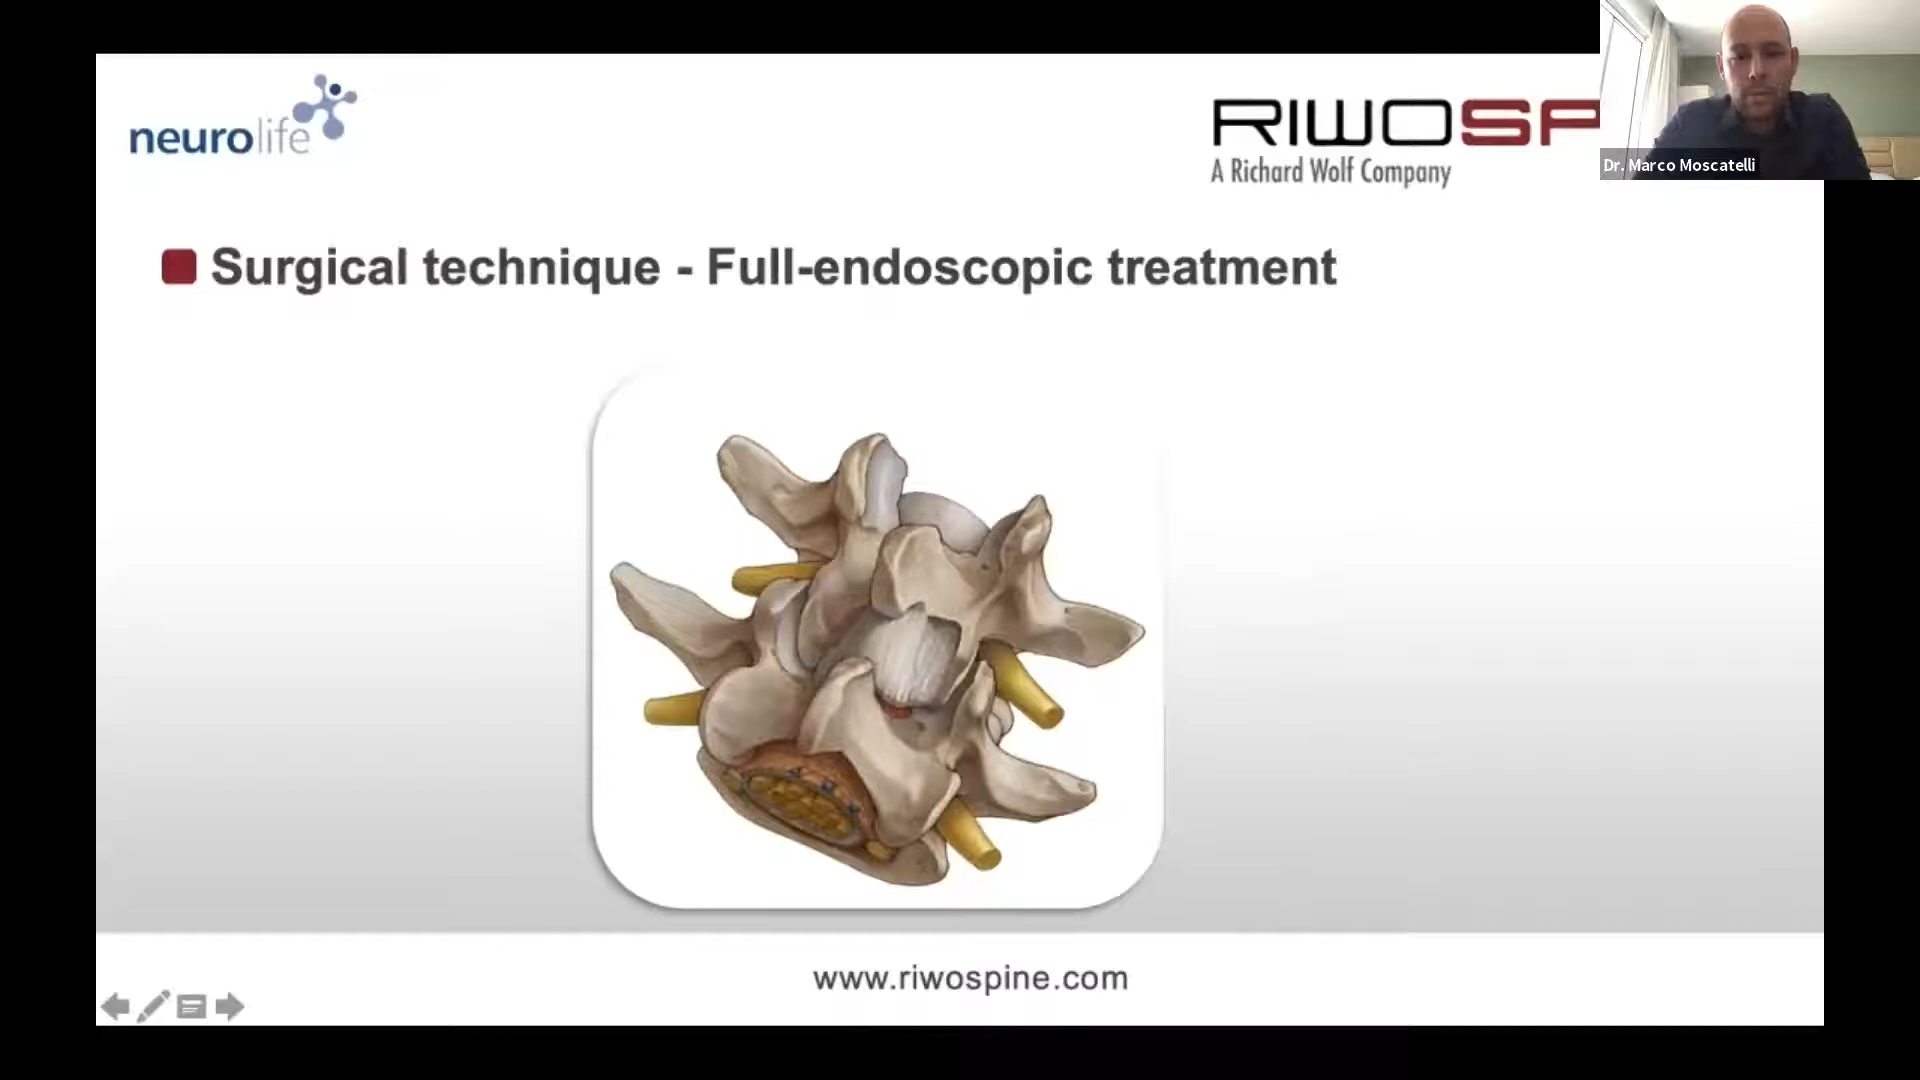 neurolife
RIWOSP
A Richard Wolf Company
Dr. Marco Moscatelli
Surgical technique - Full-endoscopic treatment
www.riwospine.com